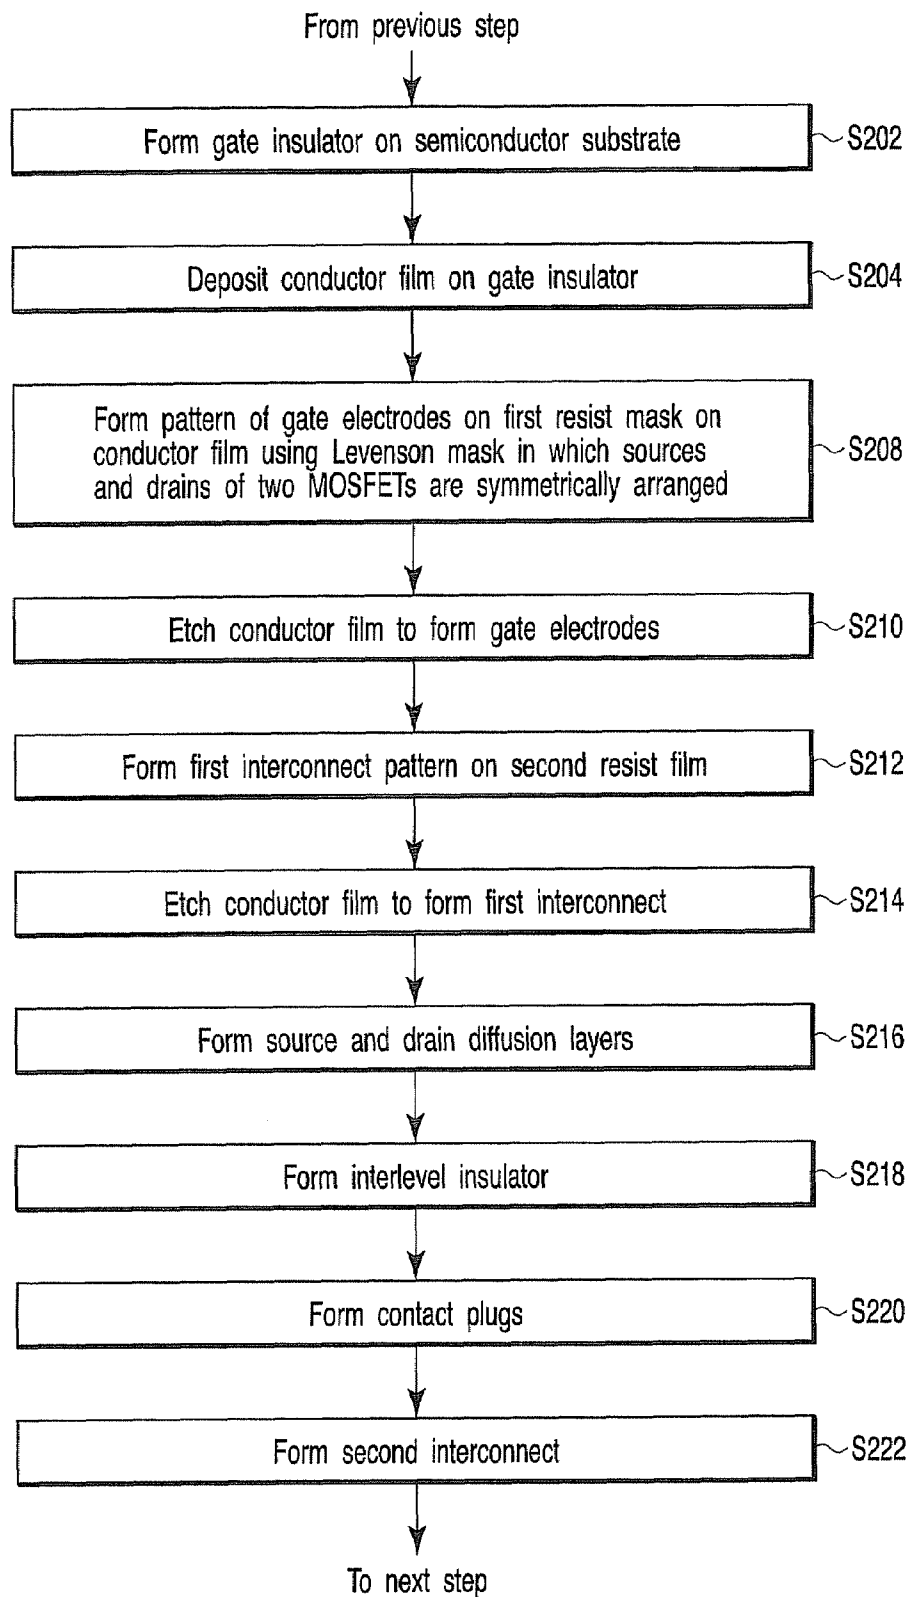 From previous step
Form gate insulator on semiconductor substrate
S202
Deposit conductor film on gate insulator
S204
Form pattern of gate electrodes on first resist mask on
conductor film using Levenson mask in which sources
and drains of two MOSFETs are symmetrically arranged
S208
Etch conductor film to form gate electrodes
S210
Form first interconnect pattern on second resist film
S212
Etch conductor film to form first interconnect
S214
Form source and drain diffusion layers
S216
Form interlevel insulator
S218
Form contact plugs
S220
Form second interconnect
S222
To next step